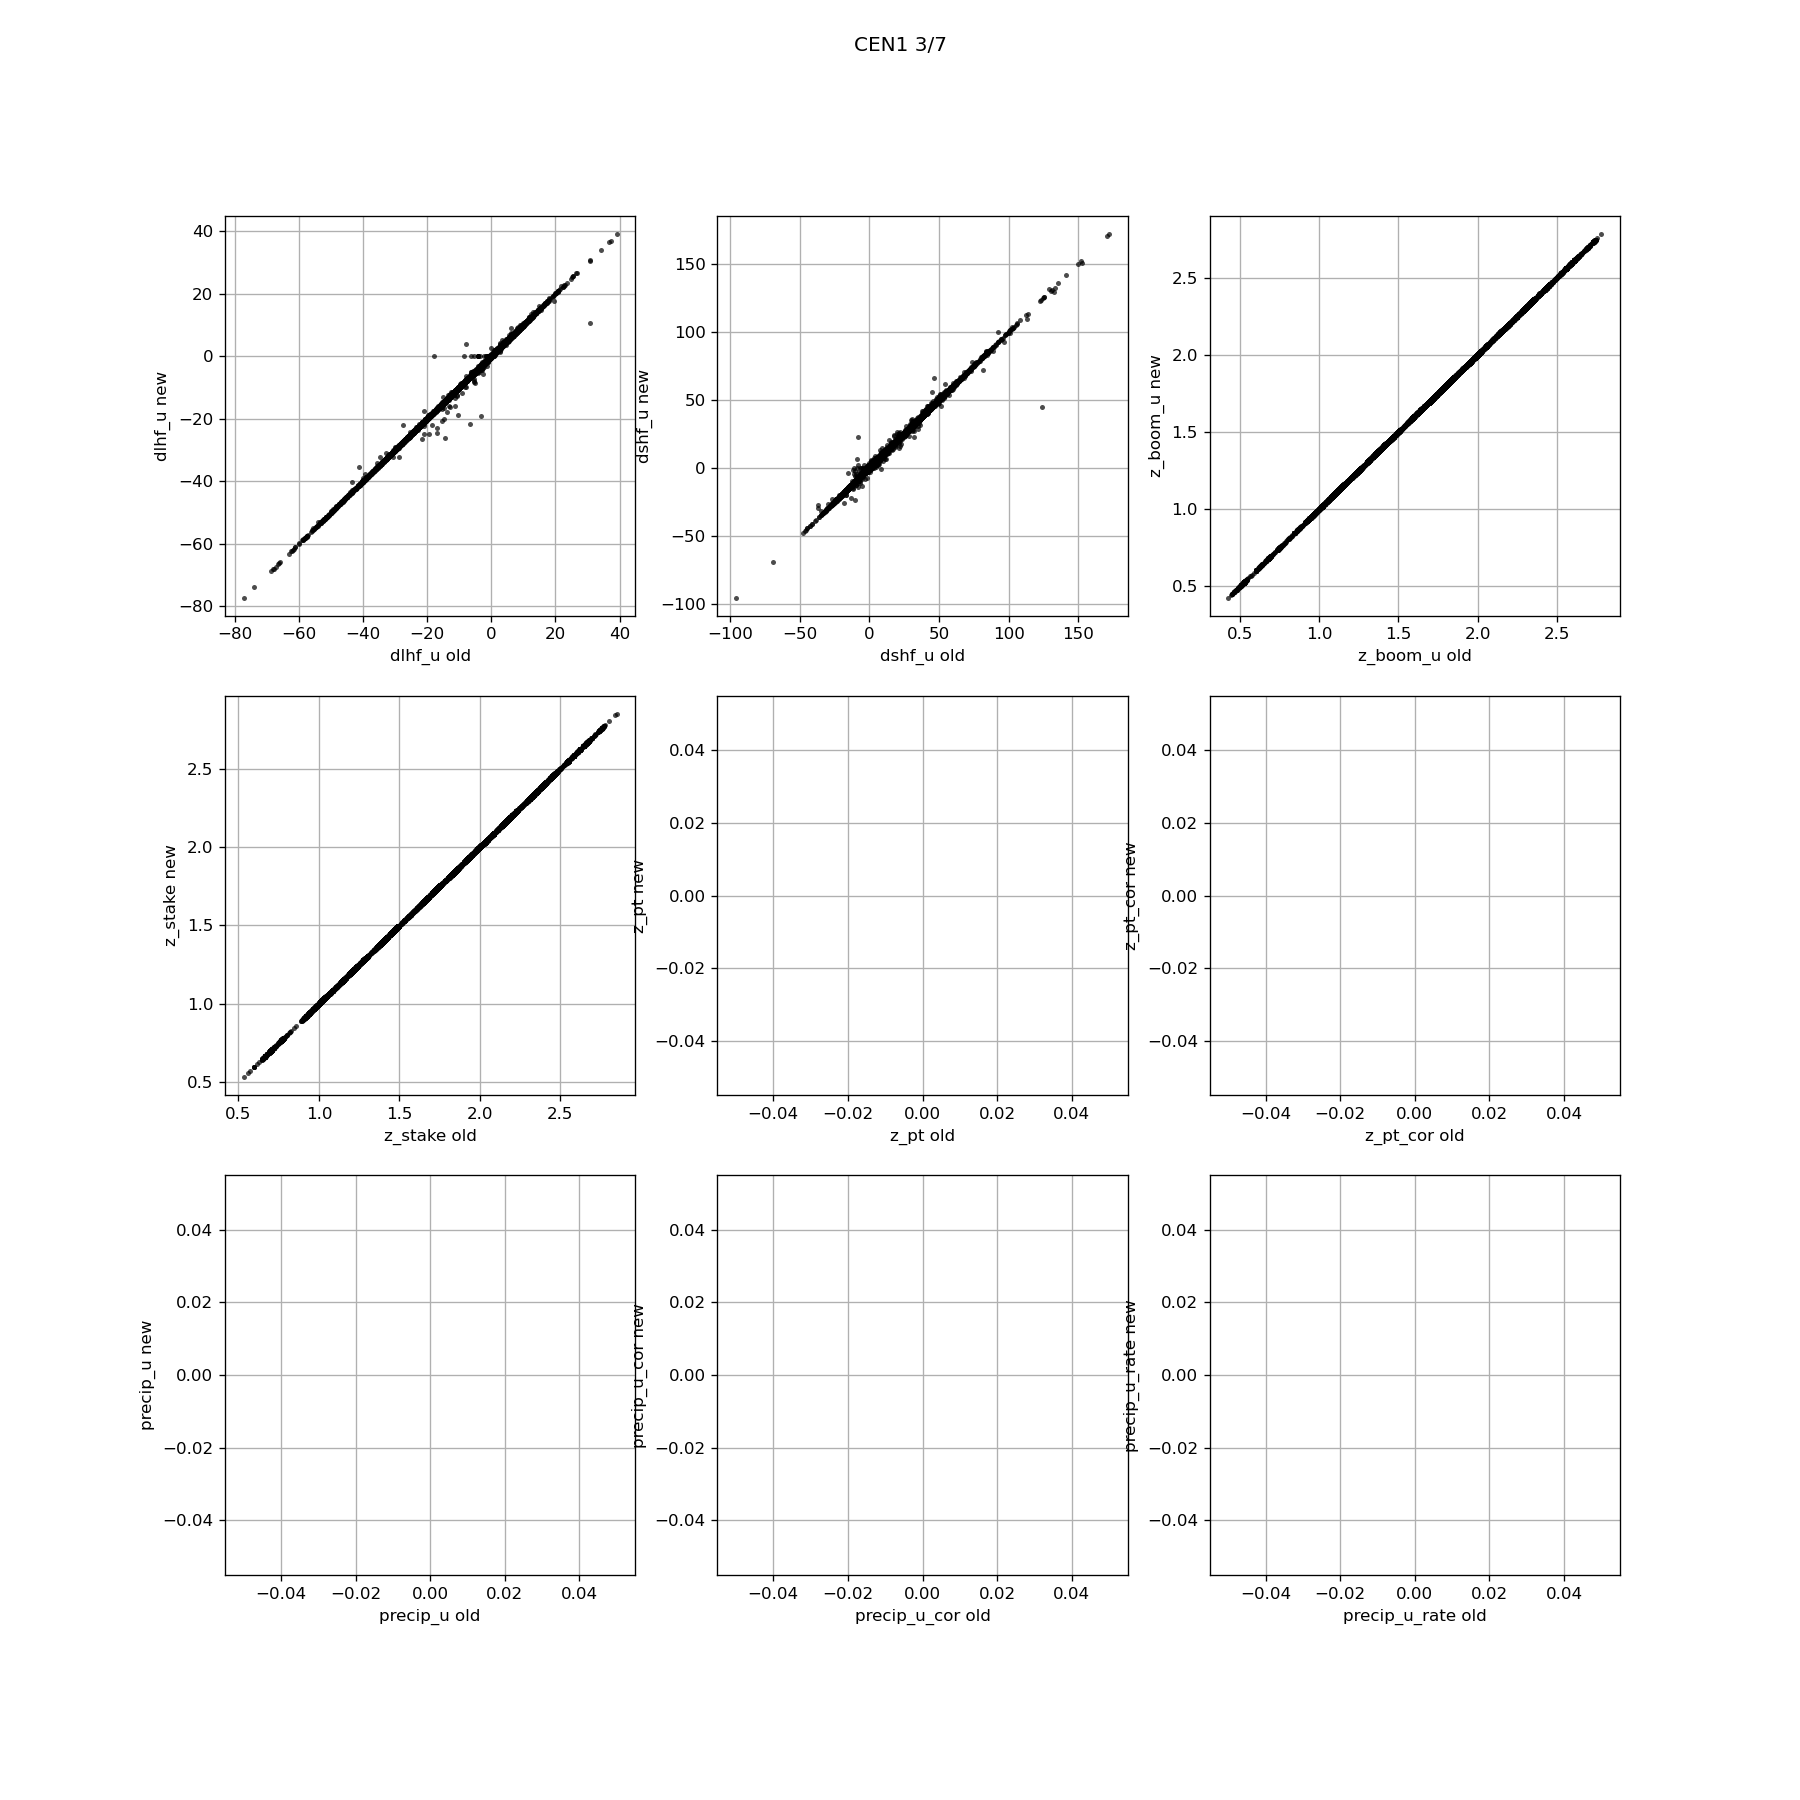 CEN1 3/7
40
20
0
−20
−40
−60
−80
dlhf_u new
−80 −60 −40 −20 0 20 40
dlhf_u old
150
100
50
0
−50
−100
dshf_u new
−100 −50 0 50 100 150
dshf_u old
2.5
2.0
1.5
1.0
0.5
z_boom_u new
0.5 1.0 1.5 2.0 2.5
z_boom_u old
2.5
2.0
1.5
1.0
0.5
z_stake new
0.5 1.0 1.5 2.0 2.5
z_stake old
0.04
0.02
0.00
−0.02
−0.04
z_pt new
−0.04 −0.02 0.00 0.02 0.04
z_pt old
0.04
0.02
0.00
−0.02
−0.04
z_pt_cor new
−0.04 −0.02 0.00 0.02 0.04
z_pt_cor old
0.04
0.02
0.00
−0.02
−0.04
precip_u new
−0.04 −0.02 0.00 0.02 0.04
precip_u old
0.04
0.02
0.00
−0.02
−0.04
precip_u_cor new
−0.04 −0.02 0.00 0.02 0.04
precip_u_cor old
0.04
0.02
0.00
−0.02
−0.04
precip_u_rate new
−0.04 −0.02 0.00 0.02 0.04
precip_u_rate old